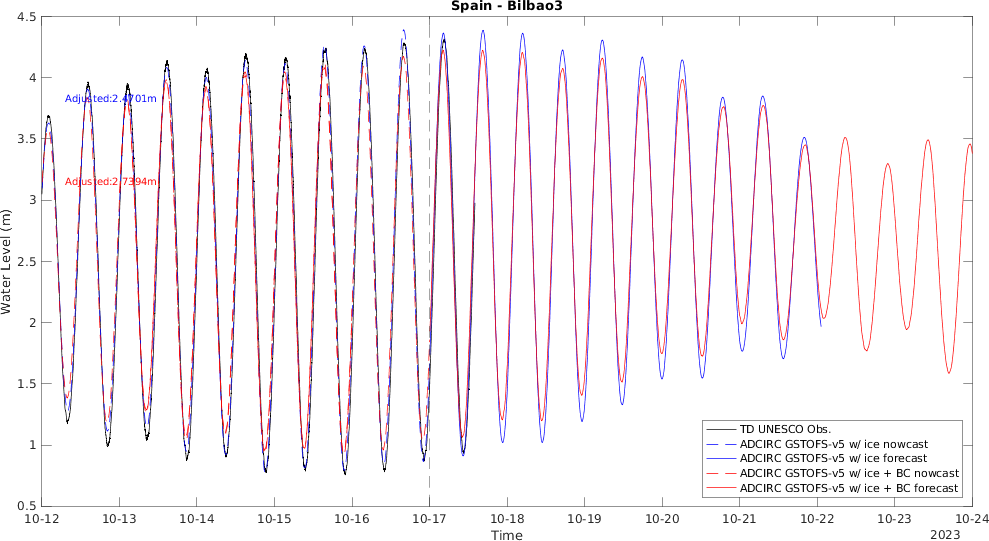 Spain - Bilbao3
4.5
4
3.5
3
2.5
2
1.5
1
0.5
Water Level (m)
Adjusted:2.4701m
Adjusted:2.7394m
TD UNESCO Obs.
ADCIRC GSTOFS-v5 w/ ice nowcast
ADCIRC GSTOFS-v5 w/ ice forecast
ADCIRC GSTOFS-v5 w/ ice + BC nowcast
ADCIRC GSTOFS-v5 w/ ice + BC forecast
10-12 10-13 10-14 10-15 10-16 10-17 10-18 10-19 10-20 10-21 10-22 10-23 10-24
Time
2023